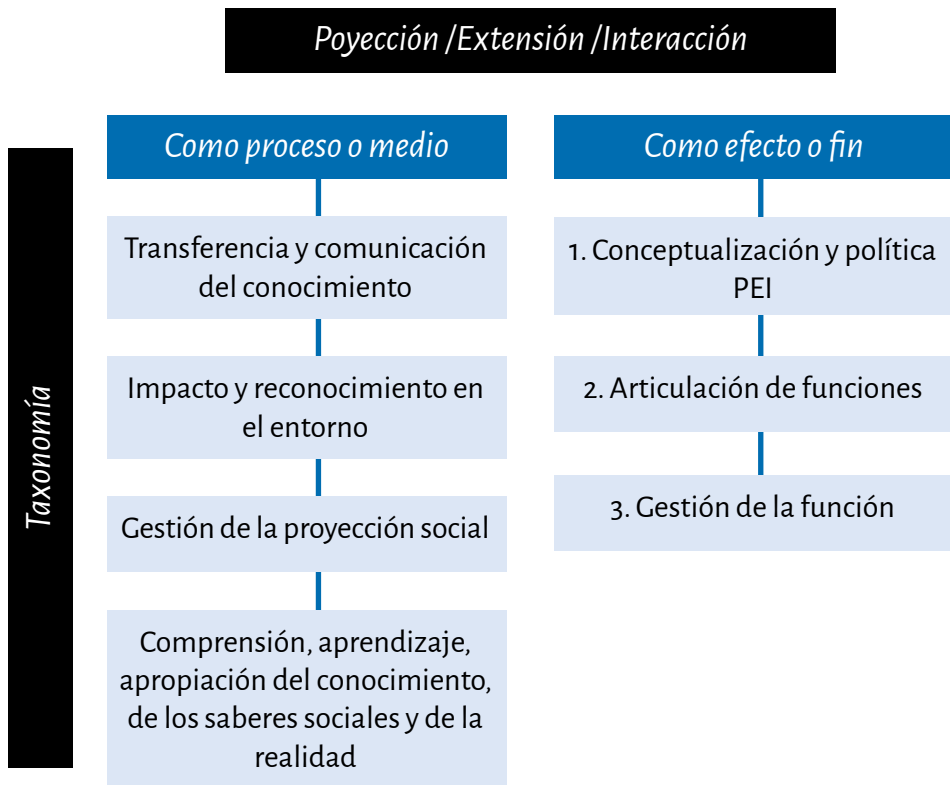 Poyección /Extensión /Interacción
Taxonomía
Como proceso o medio
Transferencia y comunicación
del conocimiento
Impacto y reconocimiento en
el entorno
Gestión de la proyección social
Comprensión, aprendizaje,
apropiación del conocimiento,
de los saberes sociales y de la
realidad
Como efecto o fin
1. Conceptualización y política
PEI
2. Articulación de funciones
3. Gestión de la función